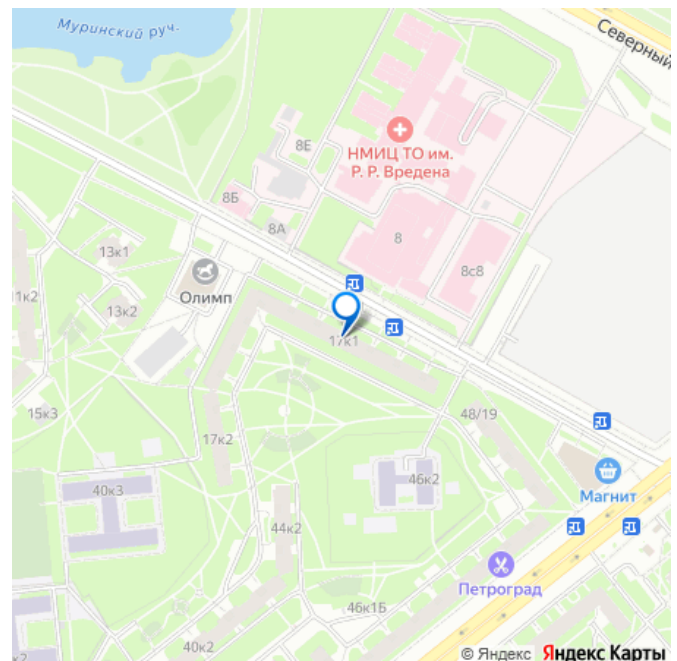 Муринский руч.
Северный
НМИЦ ТО им.
Р. Р. Вредена
8Е
8Б
8А
8
8с8
13к1
Олимп
11к2
13к2
17к1
15к3
48/19
17к2
46к2
Магнит
40к3
44к2
Петроград
46к1Б
40к2
© Яндекс Яндекс Карты